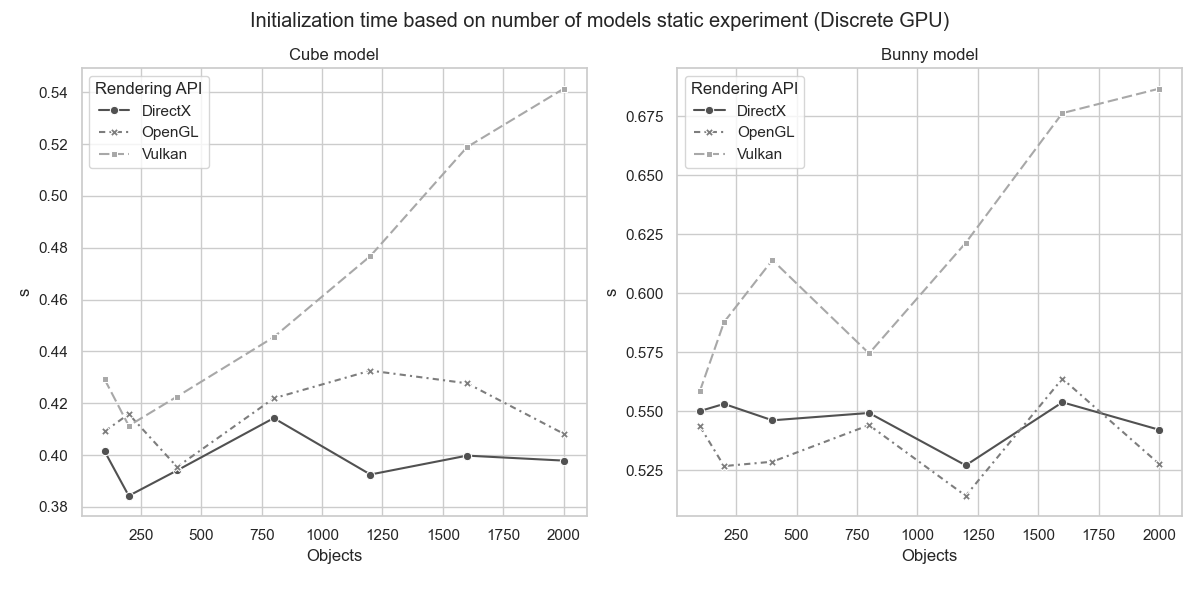 Initialization time based on number of models static experiment (Discrete GPU)
Cube model
Rendering API
DirectX
OpenGL
Vulkan
0.54
0.52
0.50
0.48
0.46
0.44
0.42
0.40
0.38
s
250 500 750 1000 1250 1500 1750 2000
Objects
Bunny model
Rendering API
DirectX
OpenGL
Vulkan
0.675
0.650
0.625
0.600
0.575
0.550
0.525
s
250 500 750 1000 1250 1500 1750 2000
Objects